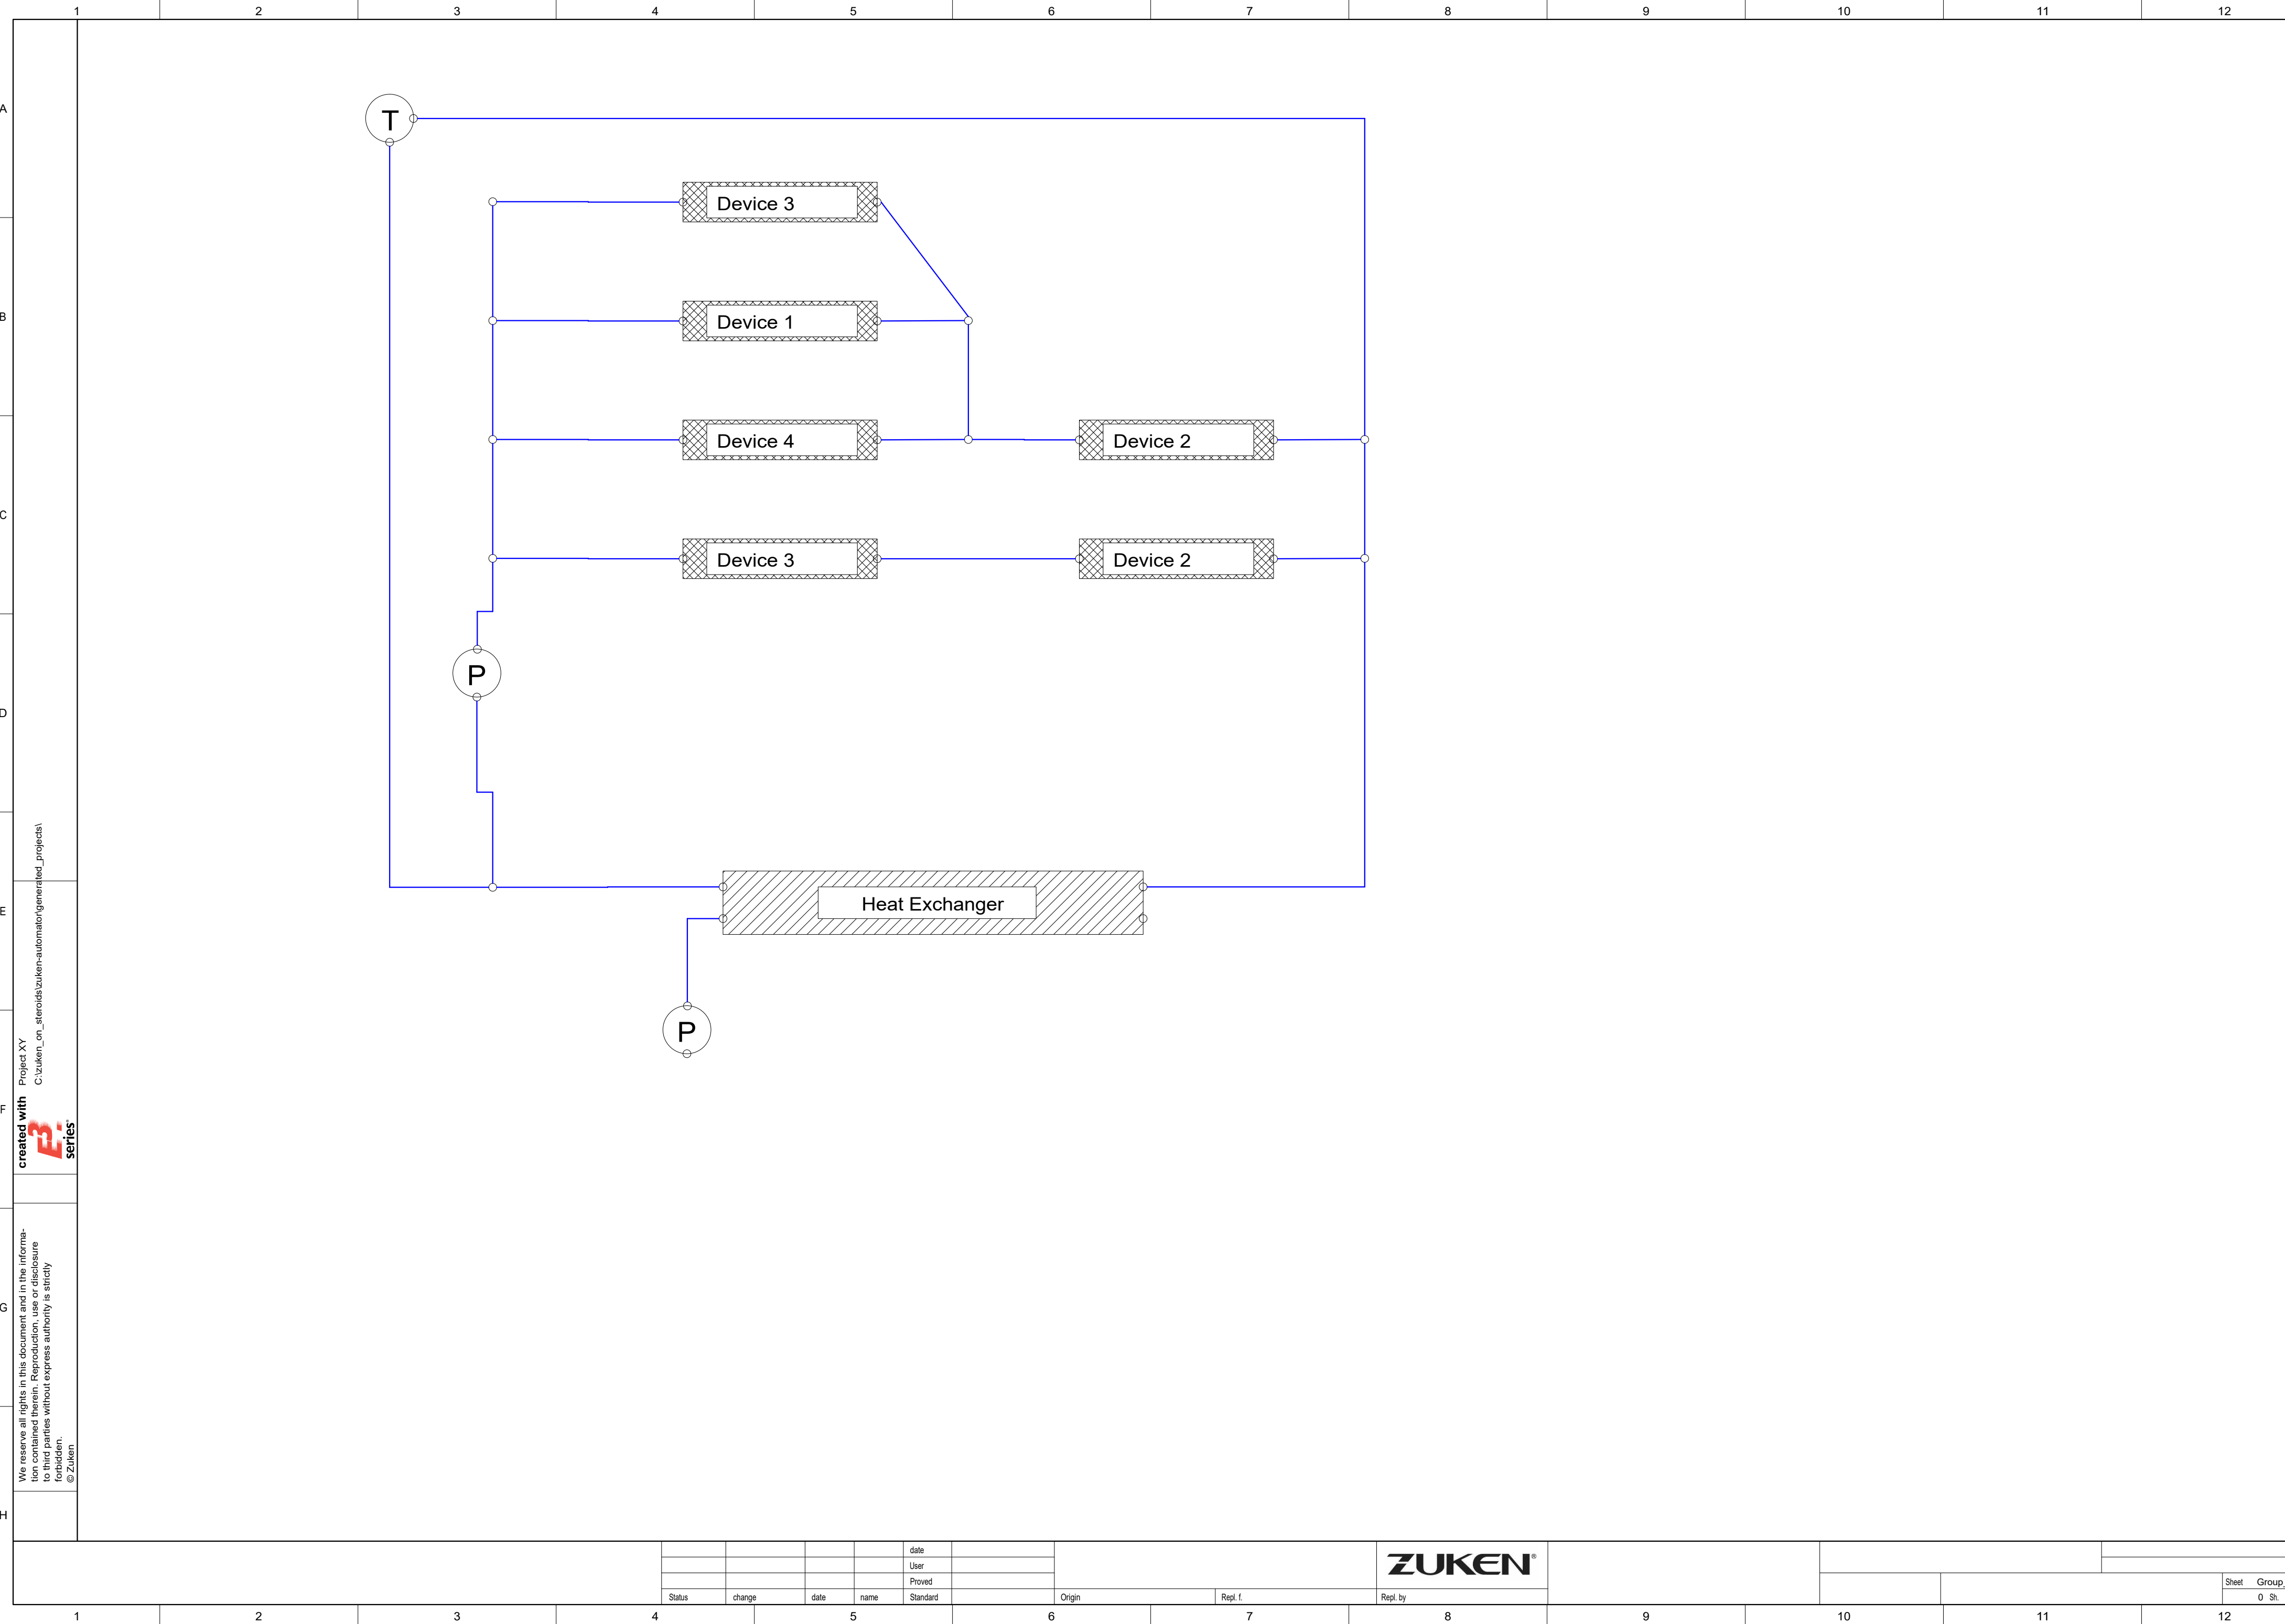 1 2 3 4 5 6 7 8 9 10 11 12
A
T
Device 3
B
Device 1
Device 4
Device 2
C
Device 3
Device 2
P
D
E
Heat Exchanger
P
F
G
H
created with
E3.
series
Project XY
C:\zuken_on_steroids\zuken-automator\generated_projects\
We reserve all rights in this document and in the informa-
tion contained therein. Reproduction, use or disclosure
to third parties without express authority is strictly
forbidden.
© Zuken
date
User
Proved
Status change date name Standard
Origin
Repl. f.
Repl. by
ZUKEN®
Sheet Group_
0 Sh.
1 2 3 4 5 6 7 8 9 10 11 12